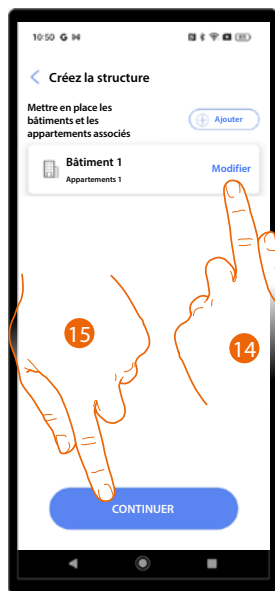 10:50 G
Créez la structure
Mettre en place les
bâtiments et les
appartements associés
Ajouter
Bâtiment 1
Appartements 1
Modifier
15
14
CONTINUER